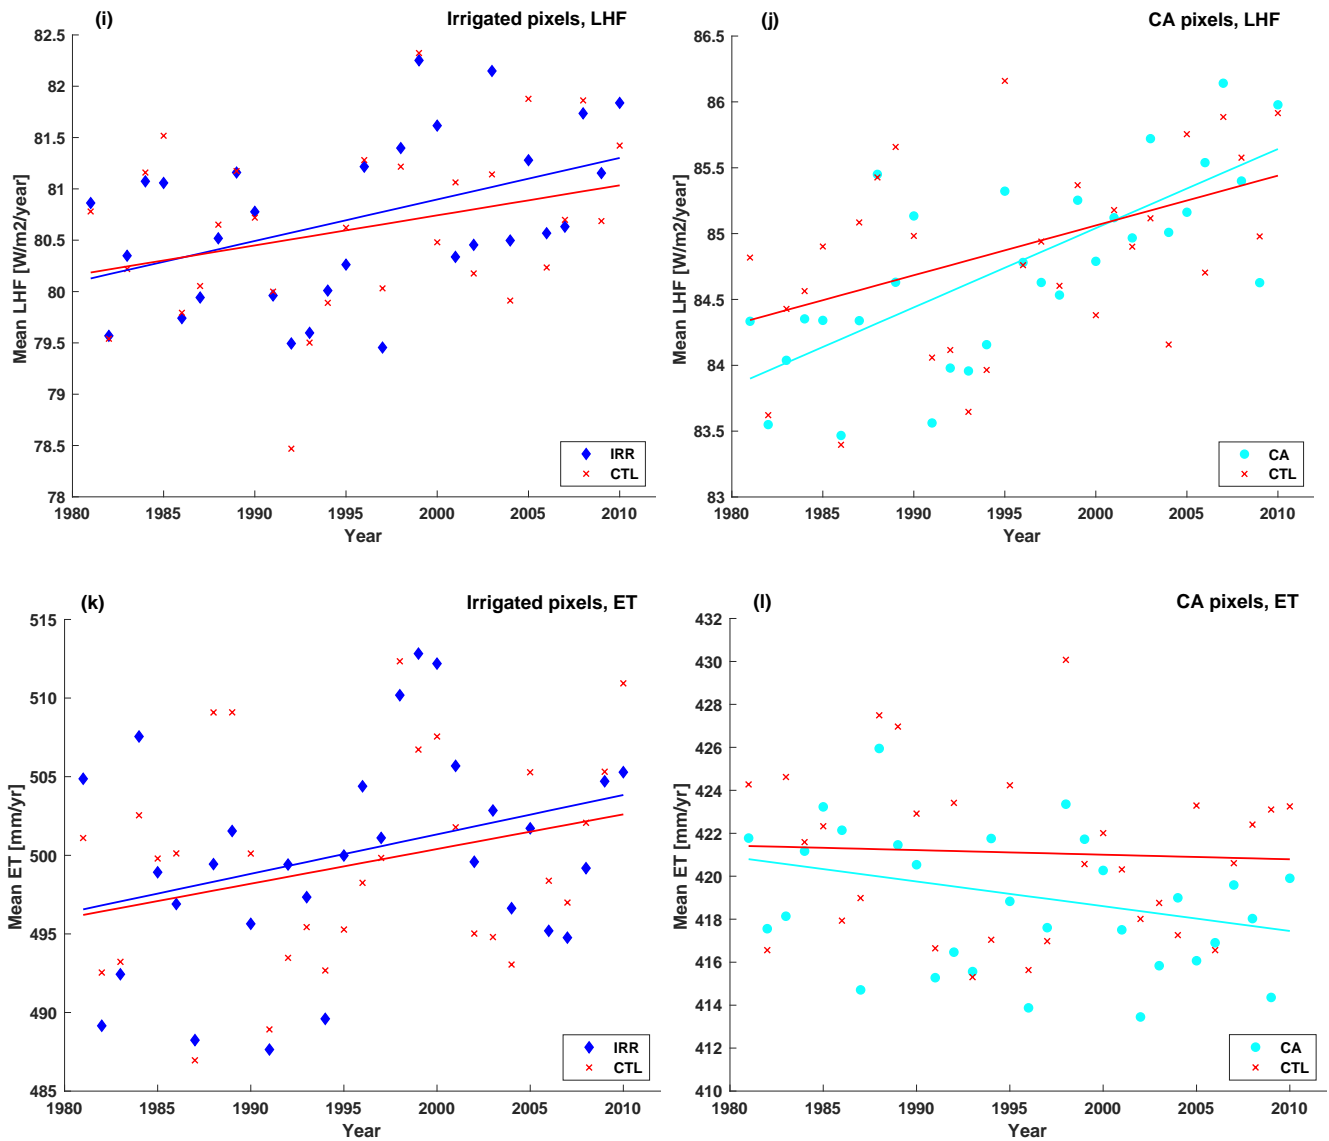 (i) Irrigated pixels, LHF
82.5
82
81.5
81
80.5
80
79.5
79
78.5
78
Mean LHF [W/m2/year]
IRR
CTL
1980 1985 1990 1995 2000 2005 2010
Year
(j) CA pixels, LHF
86.5
86
85.5
85
84.5
84
83.5
83
Mean LHF [W/m2/year]
CA
CTL
1980 1985 1990 1995 2000 2005 2010
Year
(k) Irrigated pixels, ET
515
510
505
500
495
490
485
Mean ET [mm/yr]
IRR
CTL
1980 1985 1990 1995 2000 2005 2010
Year
(l) CA pixels, ET
432
430
428
426
424
422
420
418
416
414
412
410
Mean ET [mm/yr]
CA
CTL
1980 1985 1990 1995 2000 2005 2010
Year